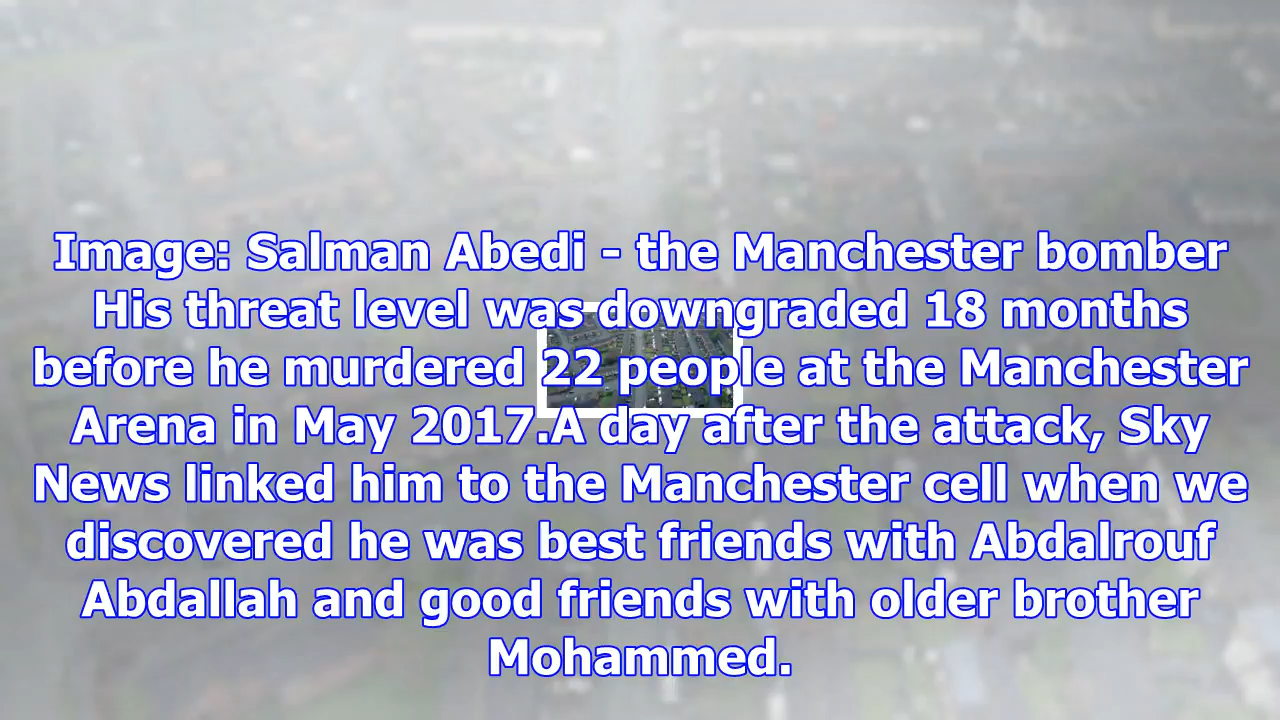 Image: Salman Abedi - the Manchester bomber
His threat level was downgraded 18 months
before he murdered 22 people at the Manchester
Arena in May 2017.A day after the attack, Sky
News linked him to the Manchester cell when we
discovered he was best friends with Abdalrouf
Abdallah and good friends with older brother
Mohammed.